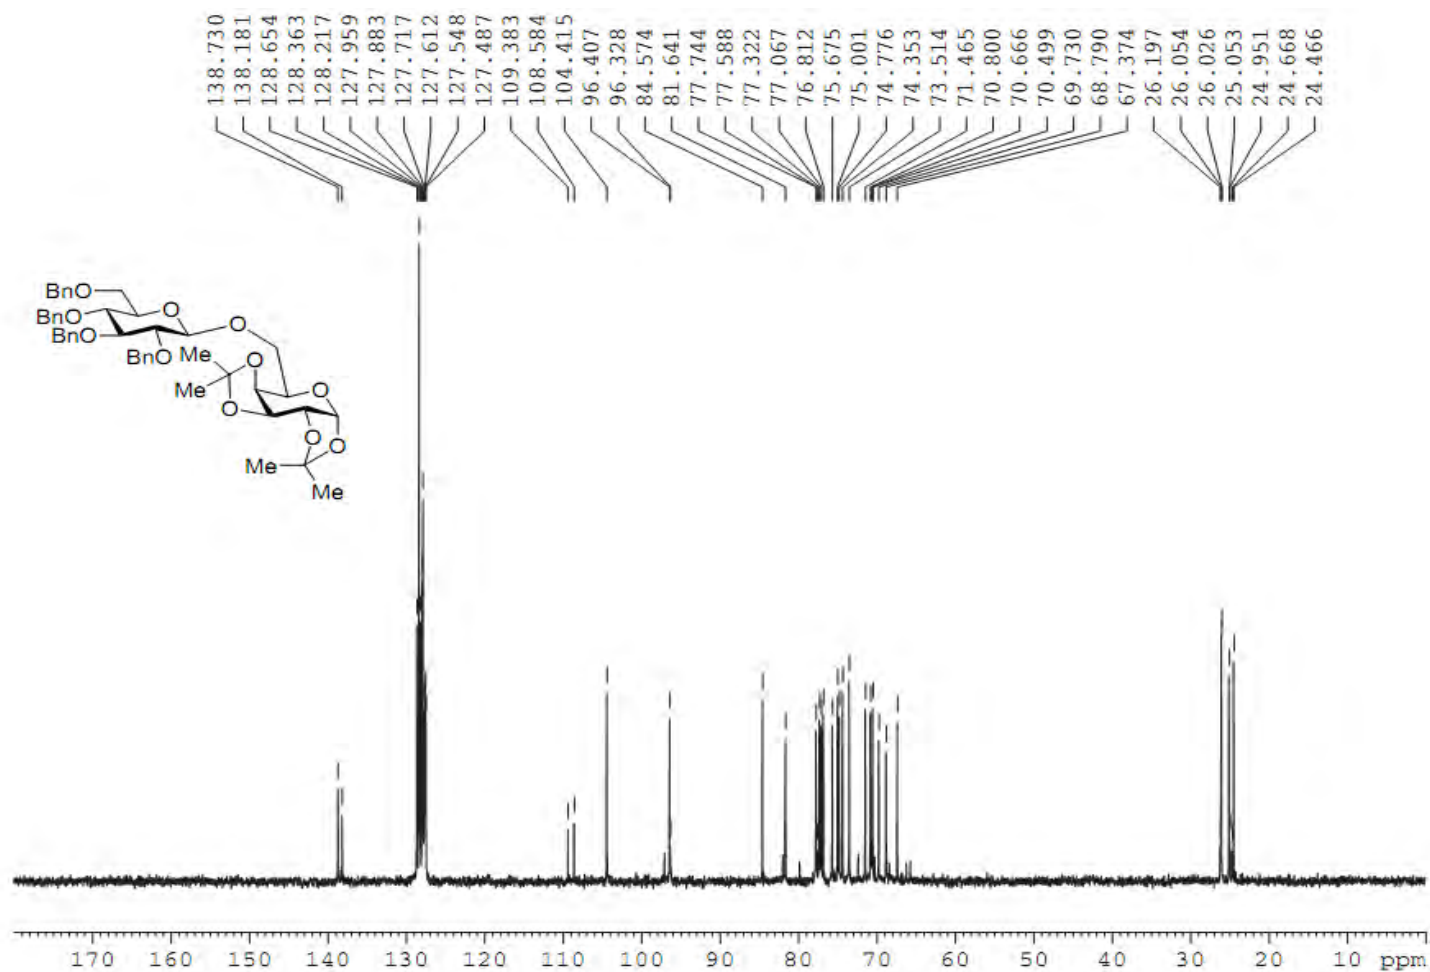 138.730
138.181
128.654
128.363
128.217
127.959
127.883
127.717
127.612
127.548
127.487
109.383
108.584
104.415
96.407
96.328
84.574
81.641
77.744
77.588
77.322
77.067
76.812
75.675
75.001
74.776
74.353
73.514
71.465
70.800
70.666
70.499
69.730
68.790
67.374
26.197
26.054
26.026
25.053
24.951
24.668
24.466
BnO
O
BnO
O
BnO
BnO
Me
O
Me
O
O
O
O
Me
Me
170 160 150 140 130 120 110 100 90 80 70 60 50 40 30 20 10 ppm